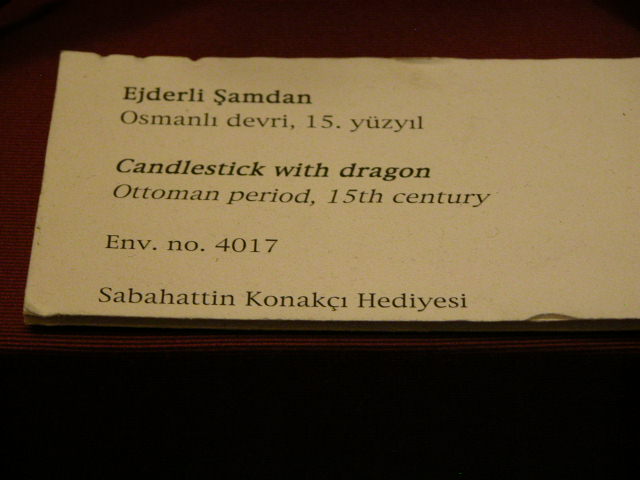 Ejderli Şamdan
Osmanlı devri, 15. yüzyıl
Candlestick with dragon
Ottoman period, 15th century
Env. no. 4017
Sabahattin Konakçı Hediyesi